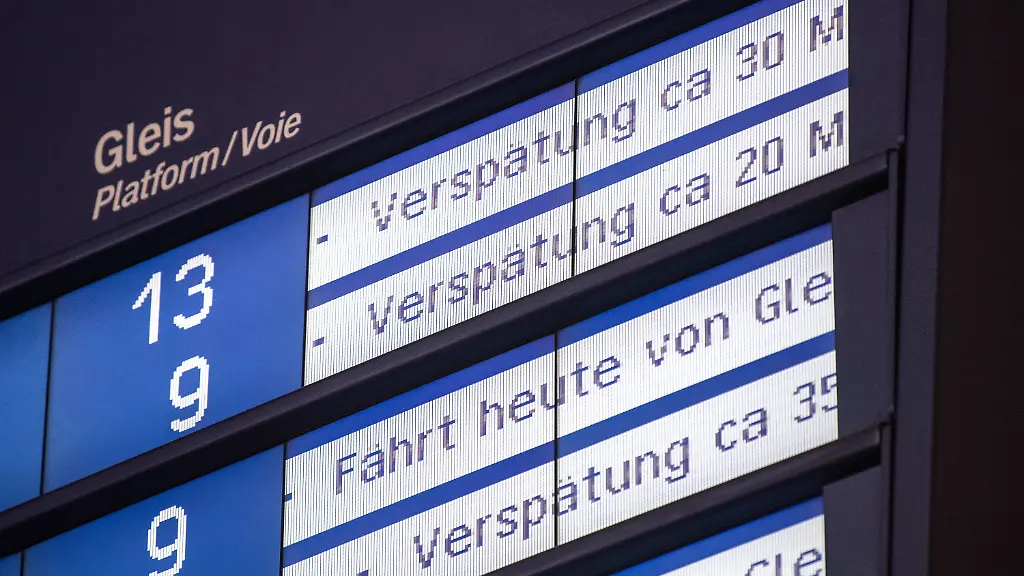 Gleis
Platform/Voie
13 - Verspätung ca 30 M
9 - Verspätung ca 20 M
9 - Fährt heute von Gle
- Verspätung ca 35
Gle